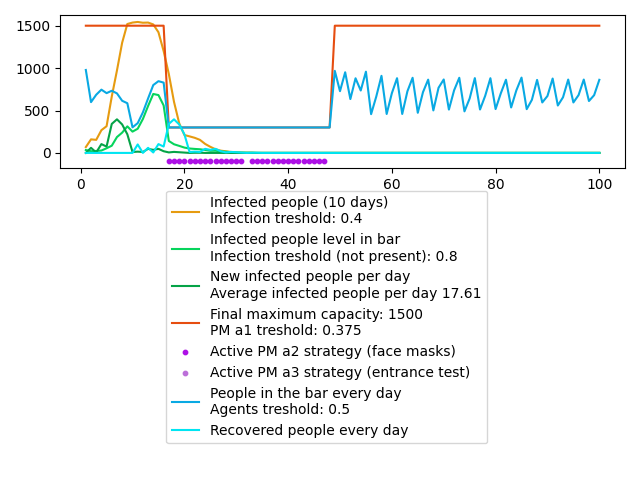 1500
1000
500
0
0
20
40
60
80
100
Infected people (10 days)
Infection treshold: 0.4
Infected people level in bar
Infection treshold (not present): 0.8
New infected people per day
Average infected people per day 17.61
Final maximum capacity: 1500
PM a1 treshold: 0.375
Active PM a2 strategy (face masks)
Active PM a3 strategy (entrance test)
People in the bar every day
Agents treshold: 0.5
Recovered people every day